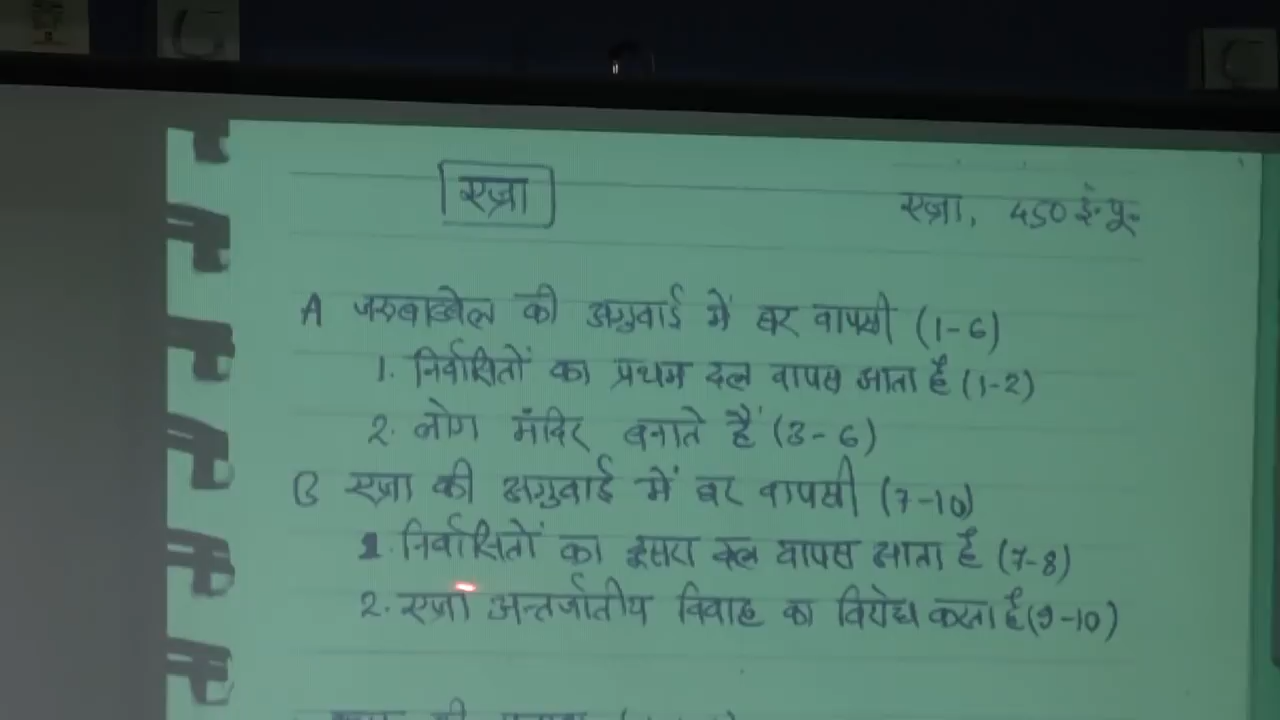 एज्रा
एज्रा, 450 ई.पू.
A जरुबाब्बेल की अगुवाई में घर वापसी (1-6)
1. निर्वासितों का प्रथम दल वापस आता है (1-2)
2. लोग मंदिर बनाते हैं (3-6)
B एज्रा की अगुवाई में घर वापसी (7-10)
1. निर्वासितों का दूसरा दल वापस आता है (7-8)
2. एज्रा अन्तर्जातीय विवाह का विरोध करता है (9-10)